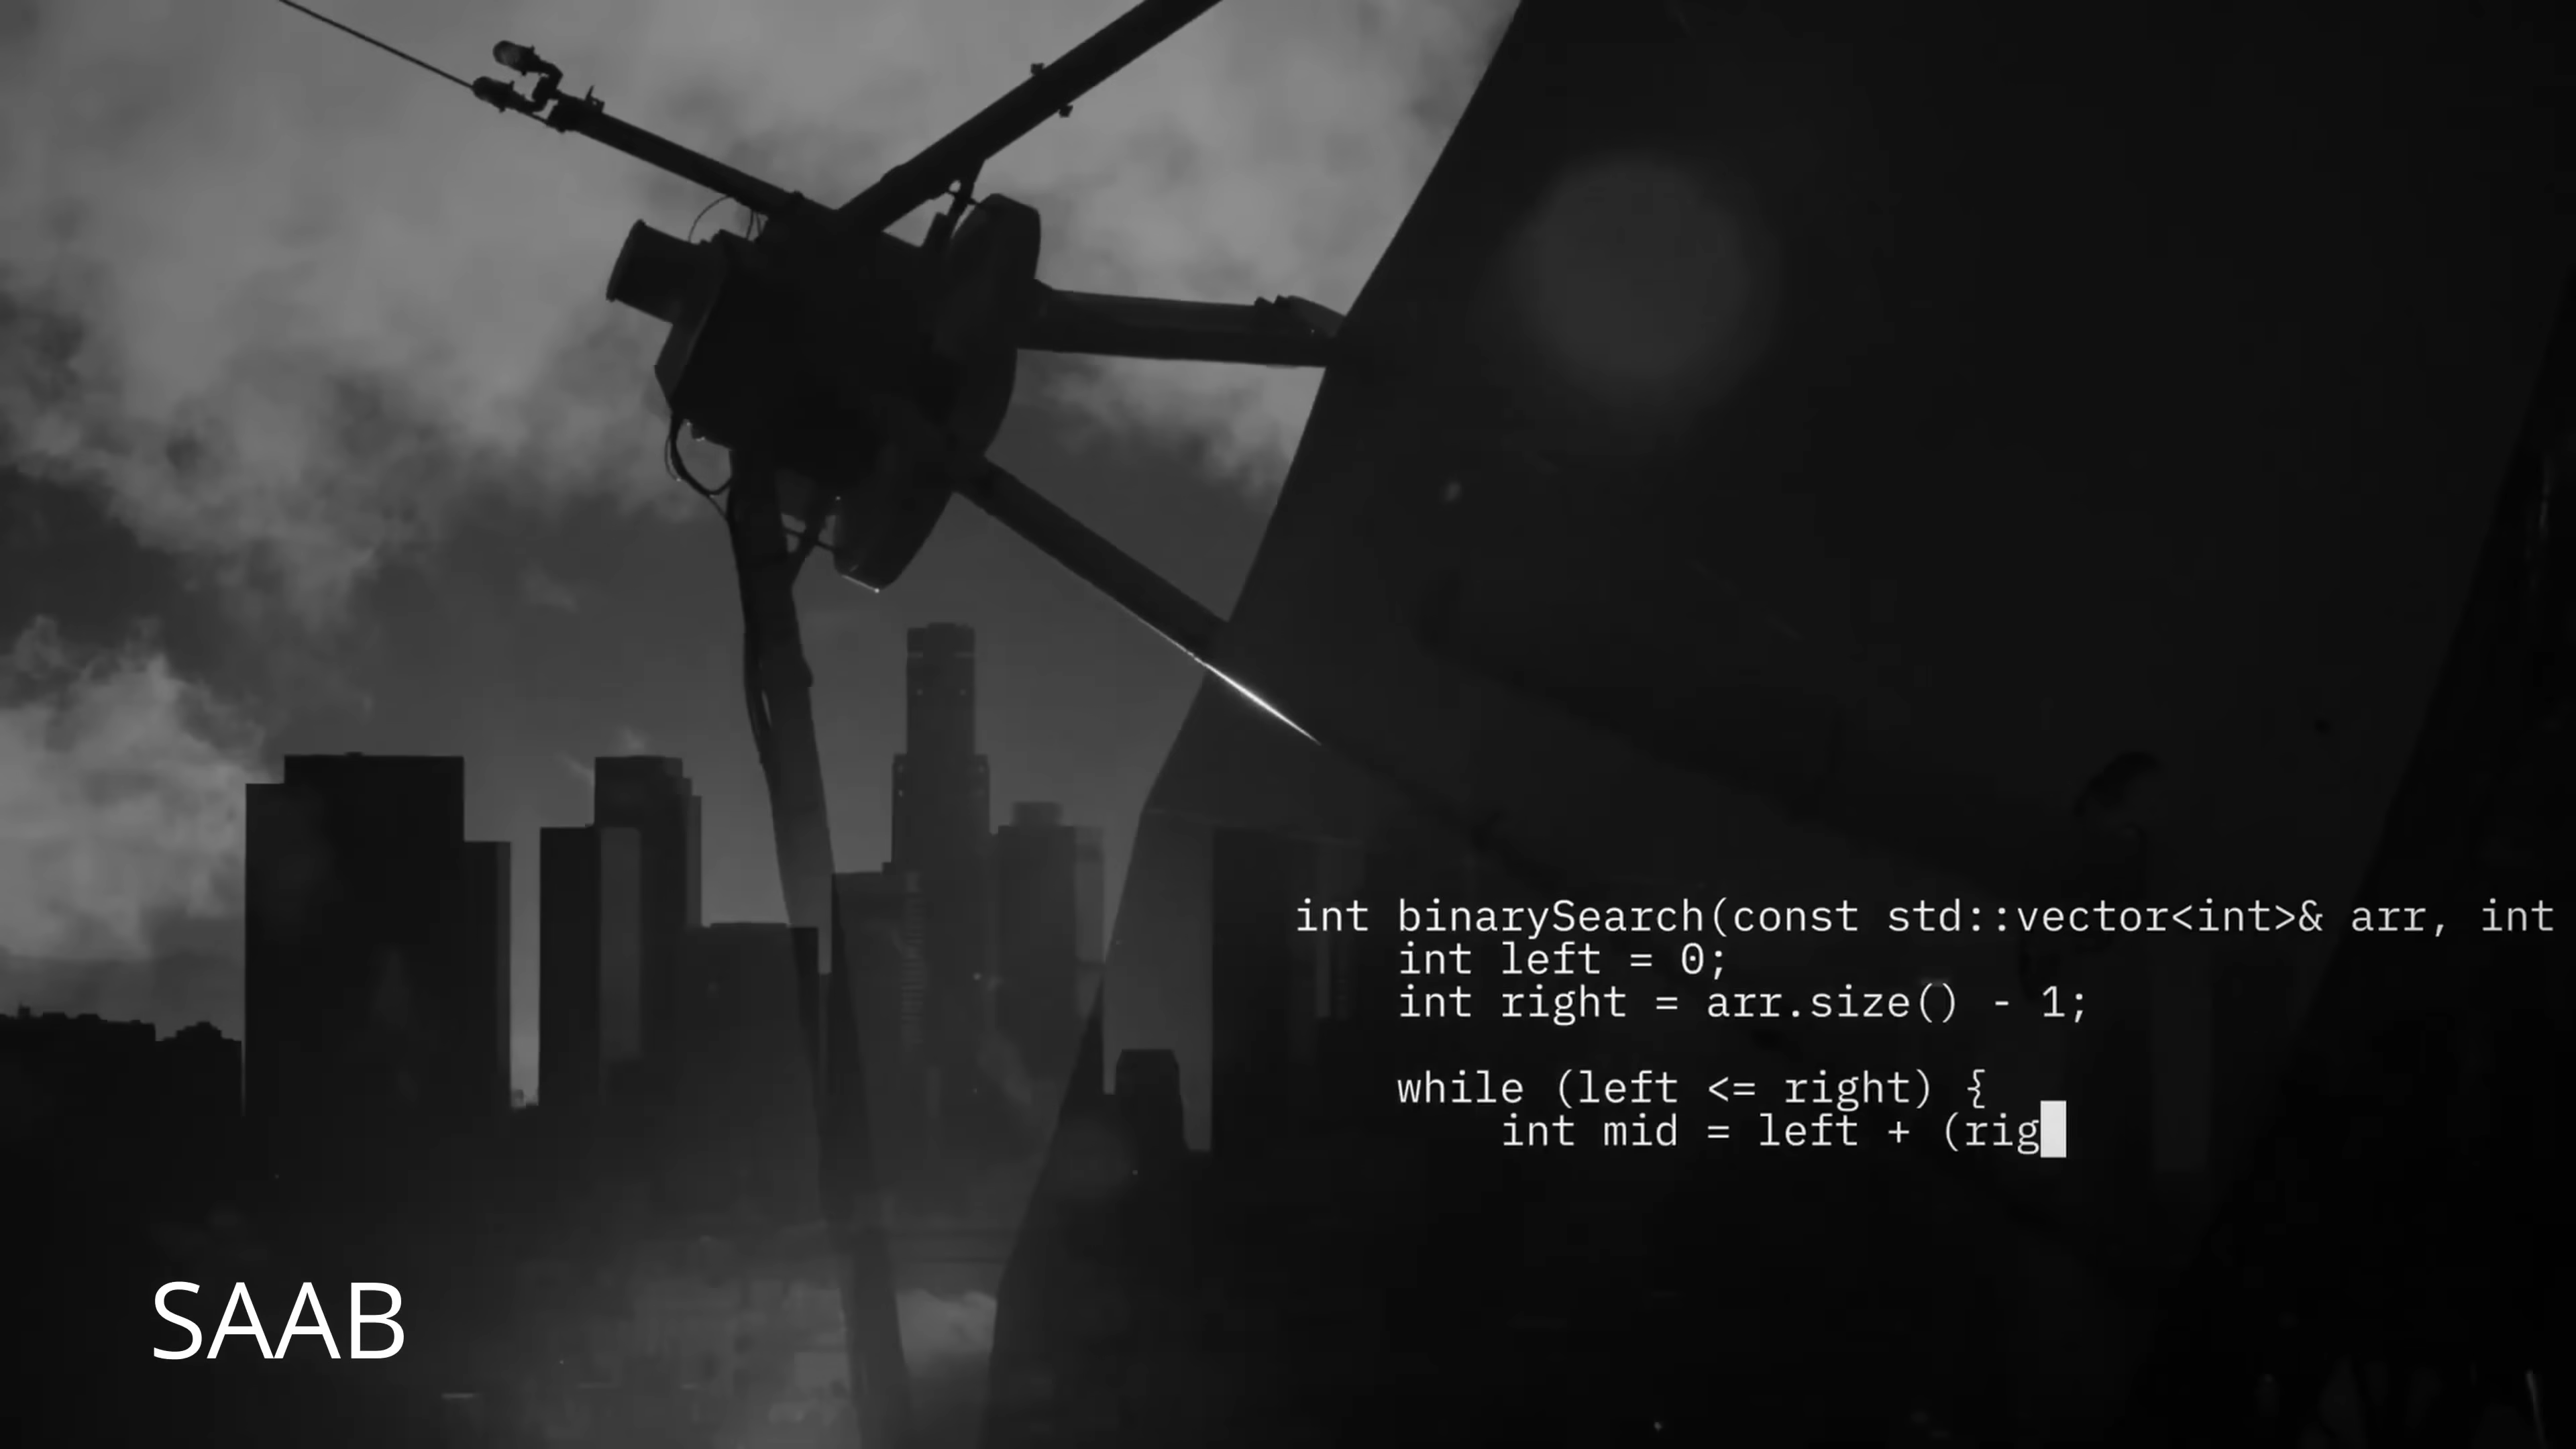 int binarySearch(const std::vector<int>& arr, int
int left = 0;
int right = arr.size() - 1;
while (left <= right) {
int mid = left + (rig
SAAB